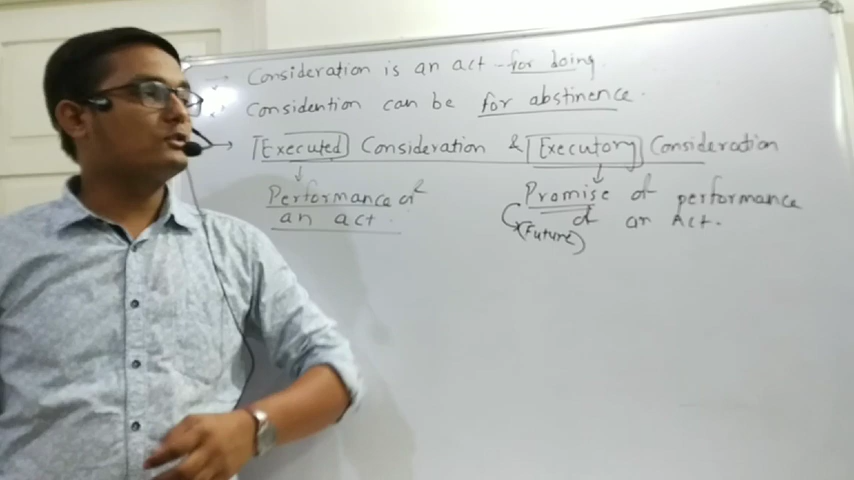 Consideration is an act - for doing.
Considention can be for abstinence.
Executed Consideration & Executory Consideration
Performance of
an act.
Promise of performance
of an Act.
(Future)